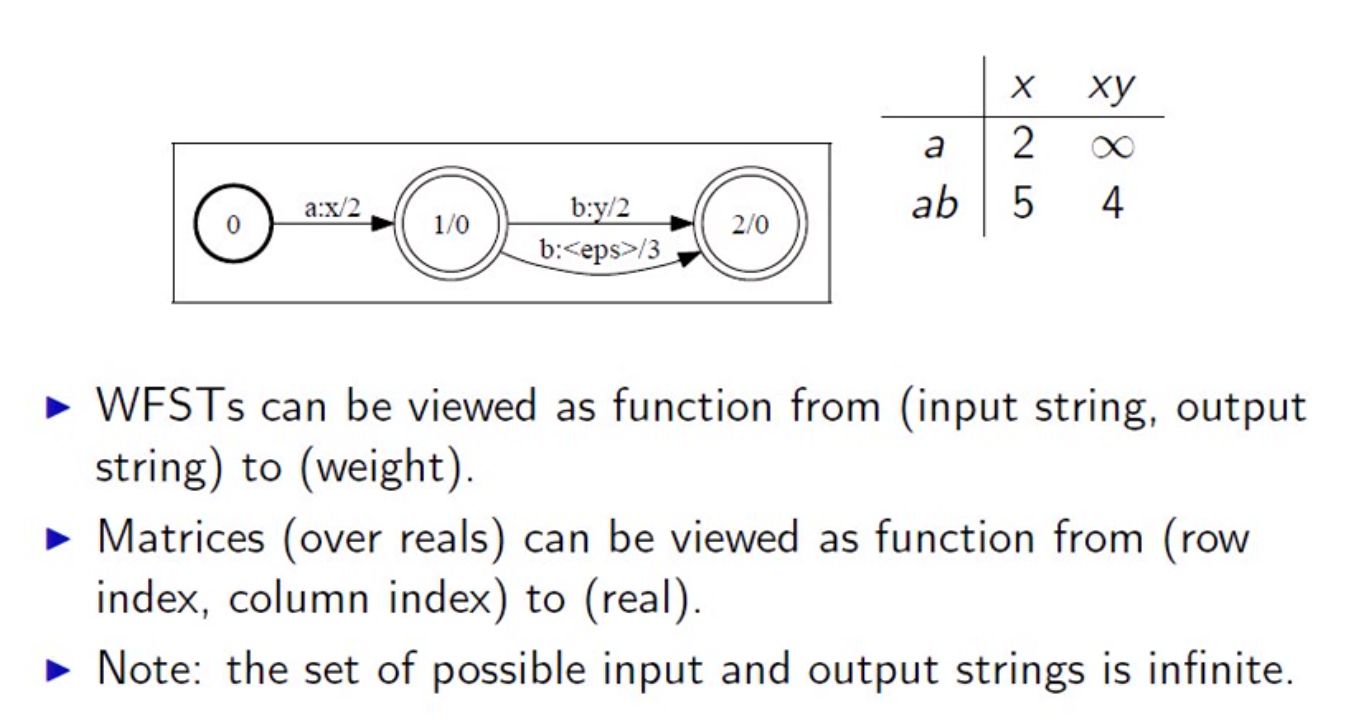 x xy
a 2 ∞
ab 5 4
0 a:x/2 1/0 b:y/2 2/0
b:<eps>/3
WFSTs can be viewed as function from (input string, output
string) to (weight).
Matrices (over reals) can be viewed as function from (row
index, column index) to (real).
Note: the set of possible input and output strings is infinite.